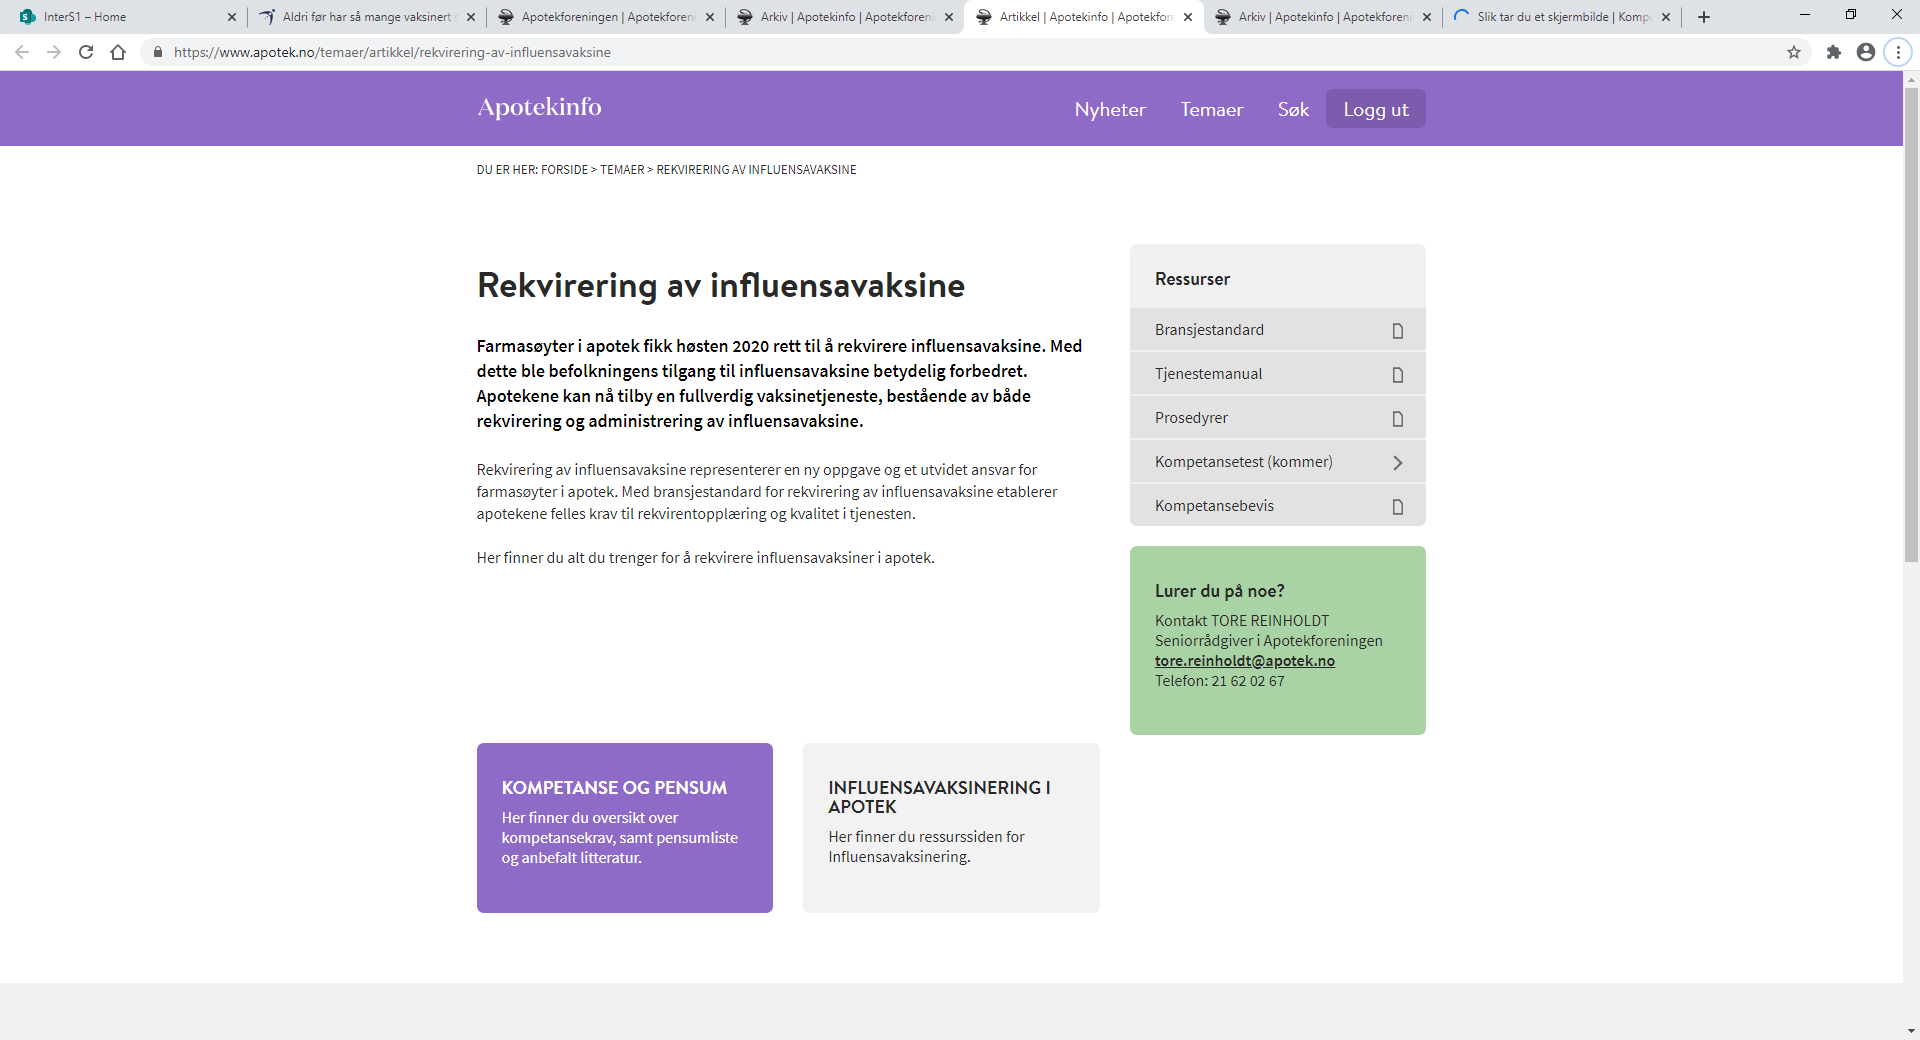 InterS1 – Home
Aldri før har så mange vaksinert
Apotekforeningen | Apotekforeni
Arkiv | Apotekinfo | Apotekforenin
Artikkel | Apotekinfo | Apotekfore
Arkiv | Apotekinfo | Apotekforenin
Slik tar du et skjermbilde | Kompu
https://www.apotek.no/temaer/artikkel/rekvirering-av-influensavaksine
Apotekinfo
Nyheter Temaer Søk Logg ut
DU ER HER: FORSIDE > TEMAER > REKVIRERING AV INFLUENSAVAKSINE
Rekvirering av influensavaksine
Farmasøyter i apotek fikk høsten 2020 rett til å rekvirere influensavaksine. Med
dette ble befolkningens tilgang til influensavaksine betydelig forbedret.
Apotekene kan nå tilby en fullverdig vaksinetjeneste, bestående av både
rekvirering og administrering av influensavaksine.
Rekvirering av influensavaksine representerer en ny oppgave og et utvidet ansvar for
farmasøyter i apotek. Med bransjestandard for rekvirering av influensavaksine etablerer
apotekene felles krav til rekvirentopplæring og kvalitet i tjenesten.
Her finner du alt du trenger for å rekvirere influensavaksiner i apotek.
Ressurser
Bransjestandard
Tjenestemanual
Prosedyrer
Kompetansetest (kommer)
Kompetansebevis
Lurer du på noe?
Kontakt TORE REINHOLDT
Seniorrådgiver i Apotekforeningen
tore.reinholdt@apotek.no
Telefon: 21 62 02 67
KOMPETANSE OG PENSUM
Her finner du oversikt over
kompetansekrav, samt pensumliste
og anbefalt litteratur.
INFLUENSAVAKSINERING I
APOTEK
Her finner du ressurssiden for
Influensavaksinering.